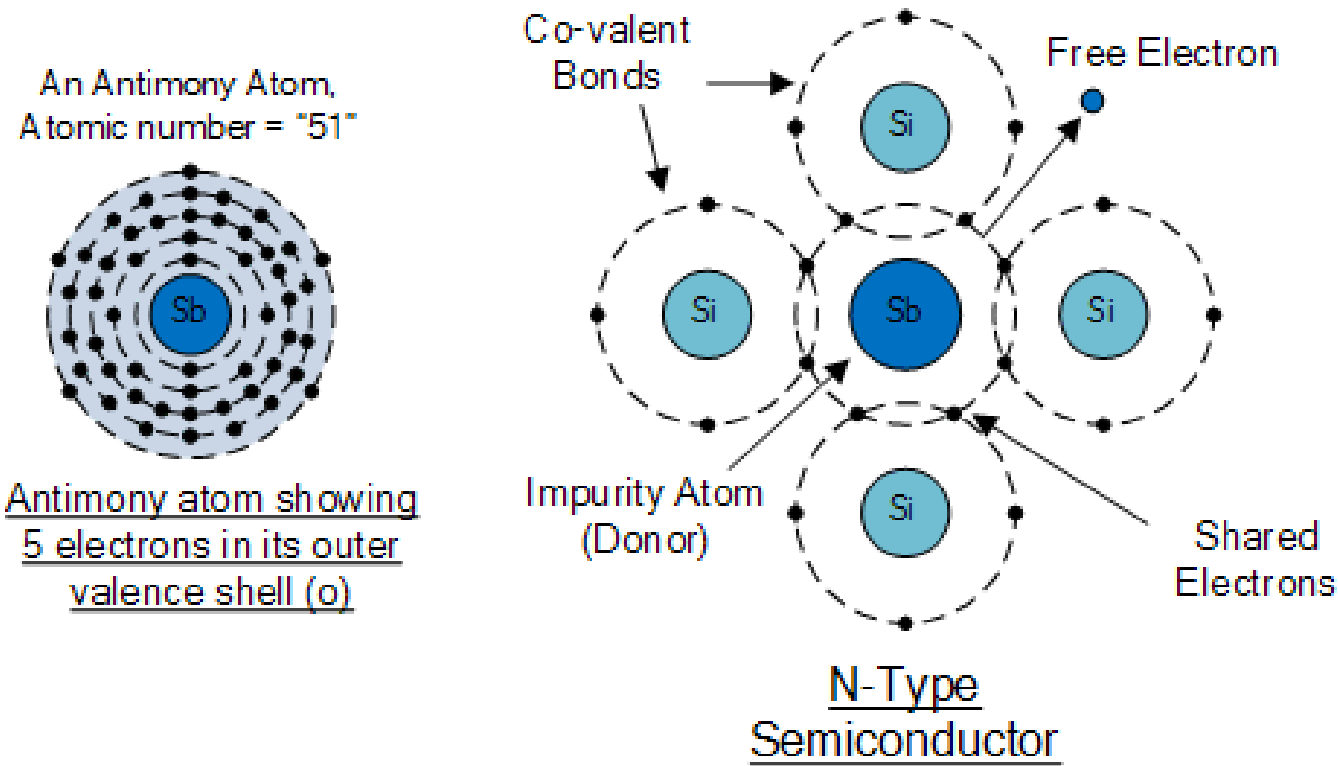 An Antimony Atom,
Atomic number = "51"
Sb
Antimony atom showing
5 electrons in its outer
valence shell (o)
Co-valent
Bonds
Free Electron
Si
Si
Sb
Si
Si
Impurity Atom
(Donor)
Shared
Electrons
N-Type
Semiconductor